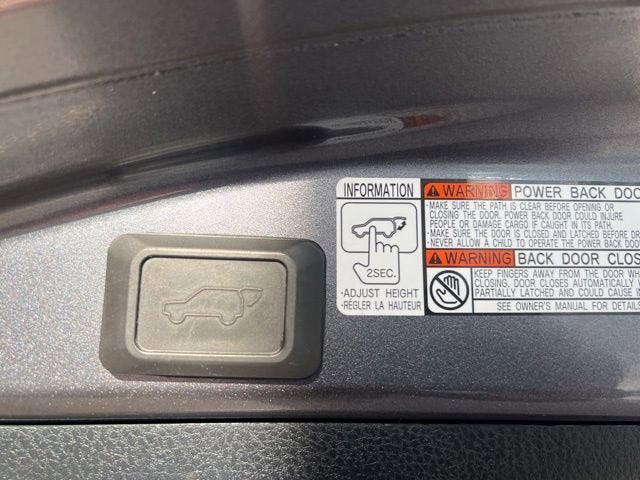 INFORMATION
2SEC.
·ADJUST HEIGHT
·RÉGLER LA HAUTEUR
WARNING POWER BACK DOO
·MAKE SURE THE PATH IS CLEAR BEFORE OPENING OR
CLOSING THE DOOR. POWER BACK DOOR COULD INJURE
PEOPLE OR DAMAGE CARGO IF CAUGHT IN ITS PATH.
·MAKE SURE THE DOOR IS CLOSED AND LATCHED BEFORE DR
·NEVER ALLOW A CHILD TO OPERATE THE POWER BACK DOO
WARNING BACK DOOR CLOS
KEEP FINGERS AWAY FROM THE DOOR WH
CLOSING. DOOR CLOSES AUTOMATICALLY
PARTIALLY LATCHED AND COULD CAUSE IN
SEE OWNER'S MANUAL FOR DETAILS